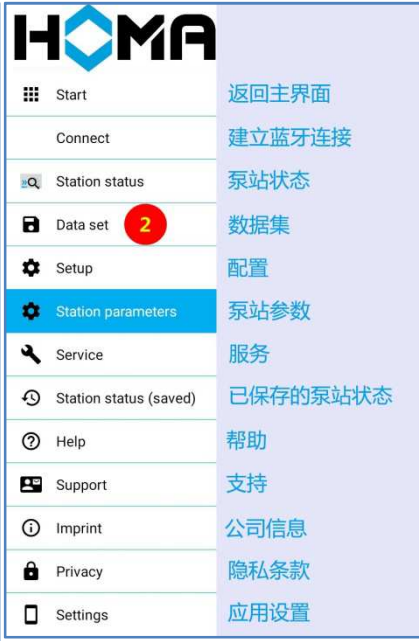 HOMA
Start 返回主界面
Connect 建立蓝牙连接
Station status 泵站状态
Data set 2 数据集
Setup 配置
Station parameters 泵站参数
Service 服务
Station status (saved) 已保存的泵站状态
Help 帮助
Support 支持
Imprint 公司信息
Privacy 隐私条款
Settings 应用设置